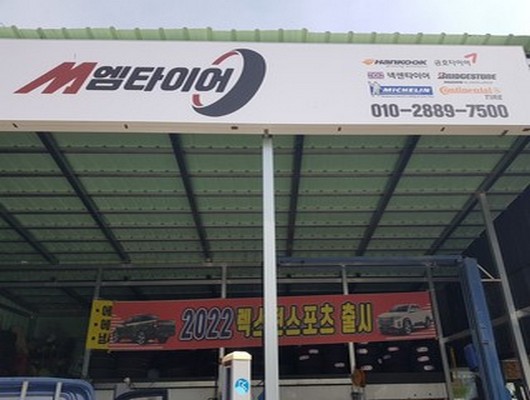 M엠타이어
HANKOOK 금호타이어
넥센타이어 BRIDGESTONE
MICHELIN Continental
TIRE
010-2889-7500
2022 렉스턴스포츠 출시